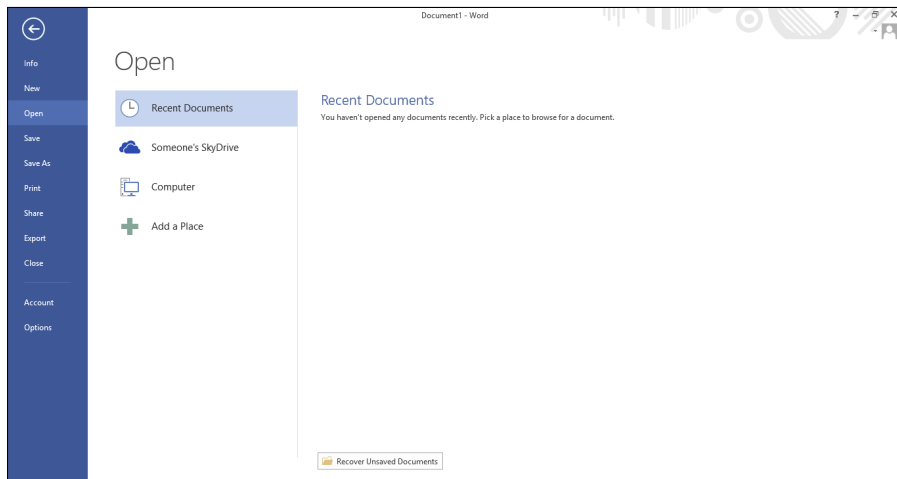 Document1 - Word
?
Info
New
Open
Save
Save As
Print
Share
Export
Close
Account
Options
Open
Recent Documents
Someone's SkyDrive
Computer
Add a Place
Recent Documents
You haven't opened any documents recently. Pick a place to browse for a document.
Recover Unsaved Documents